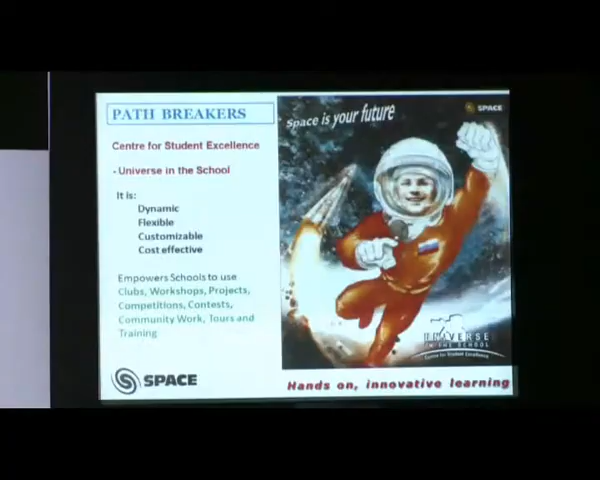 PATH BREAKERS
Centre for Student Excellence
- Universe in the School
It is:
Dynamic
Flexible
Customizable
Cost effective
Empowers Schools to use
Clubs, Workshops, Projects,
Competitions, Contests,
Community Work, Tours and
Training
SPACE
Space is your future
SPACE
UNIVERSE
IN THE SCHOOL
Centre for Student Excellence
Hands on, innovative learning